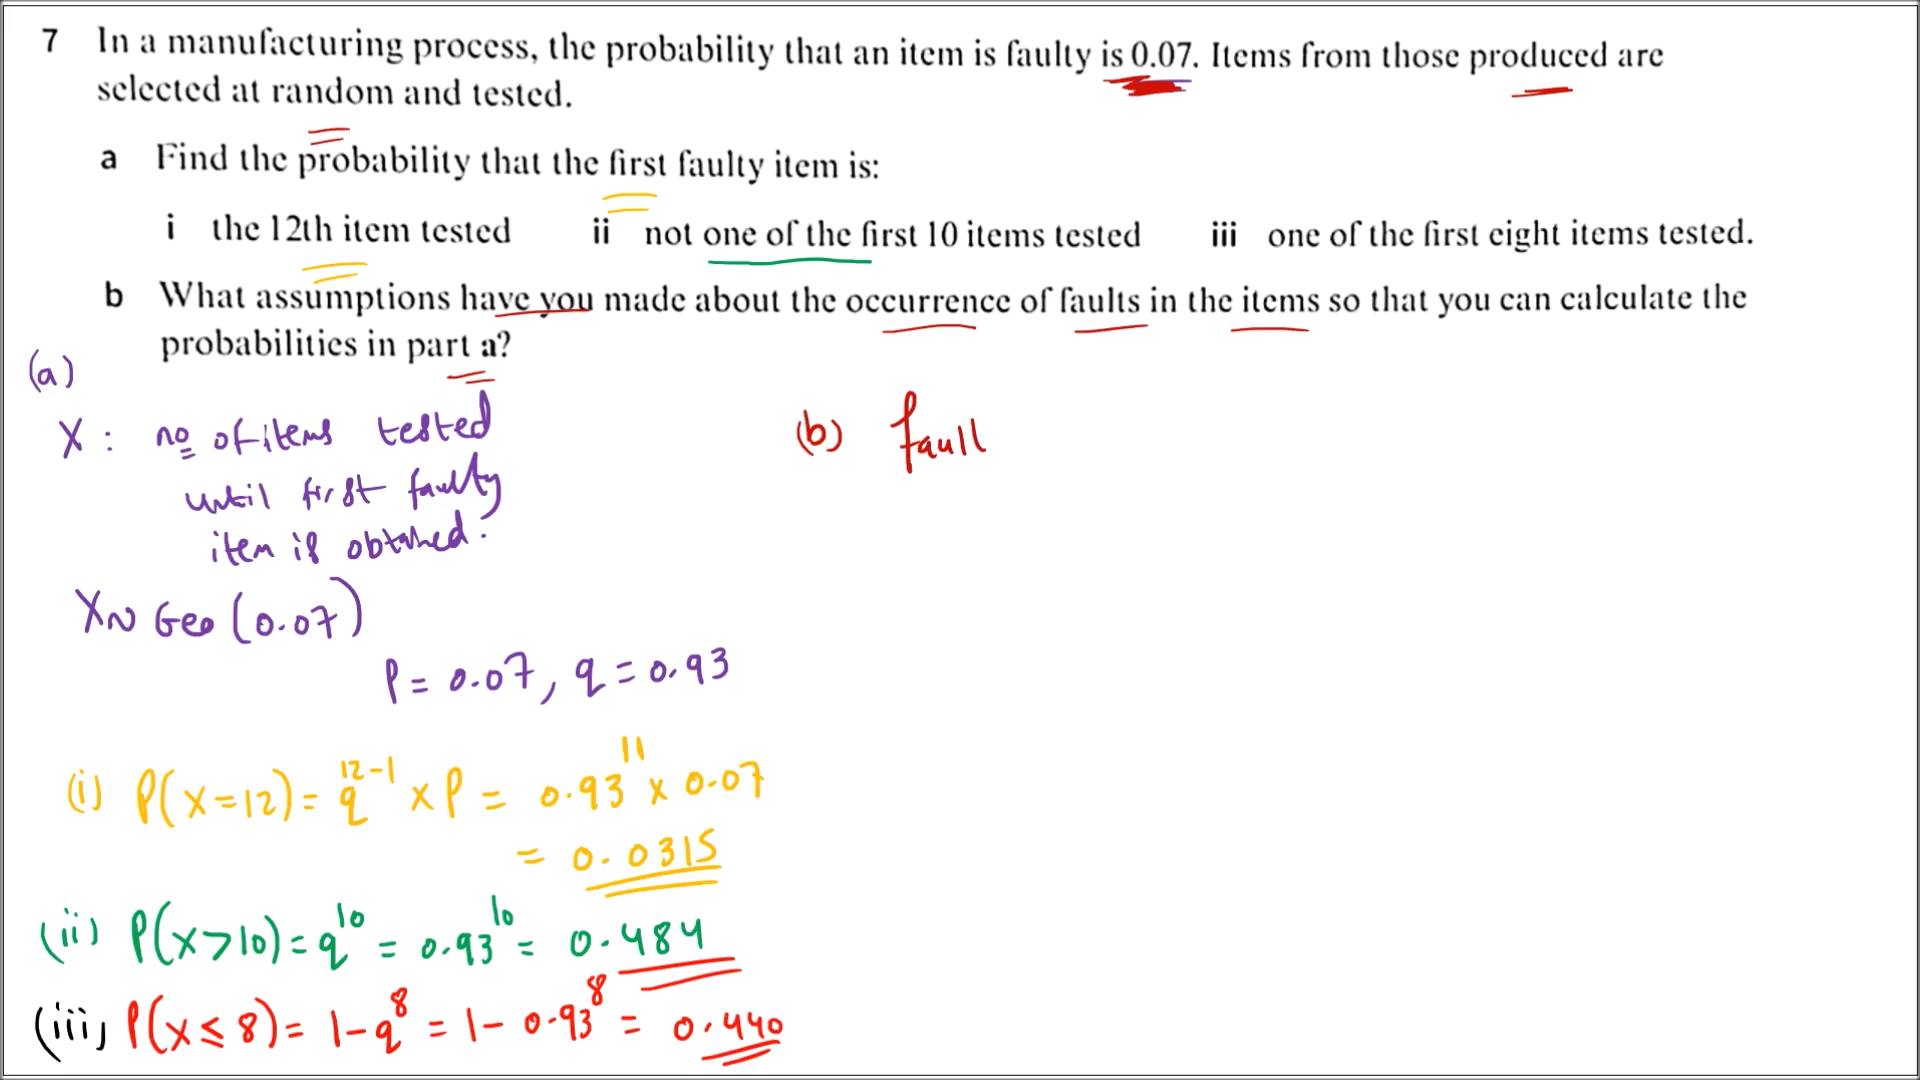 7 In a manufacturing process, the probability that an item is faulty is 0.07. Items from those produced are
selected at random and tested.
a Find the probability that the first faulty item is:
i the 12th item tested ii not one of the first 10 items tested iii one of the first eight items tested.
b What assumptions have you made about the occurrence of faults in the items so that you can calculate the
probabilities in part a?
(a)
X : no of items tested
until first faulty
item is obtained.
X~ Geo (0.07)
P = 0.07, q = 0.93
(i) P(X=12) = q^(12-1) × P = 0.93^11 × 0.07
= 0.0315
(ii) P(X>10) = q^10 = 0.93^10 = 0.484
(iii) P(X≤8) = 1-q^8 = 1- 0.93^8 = 0.440
(b) faull